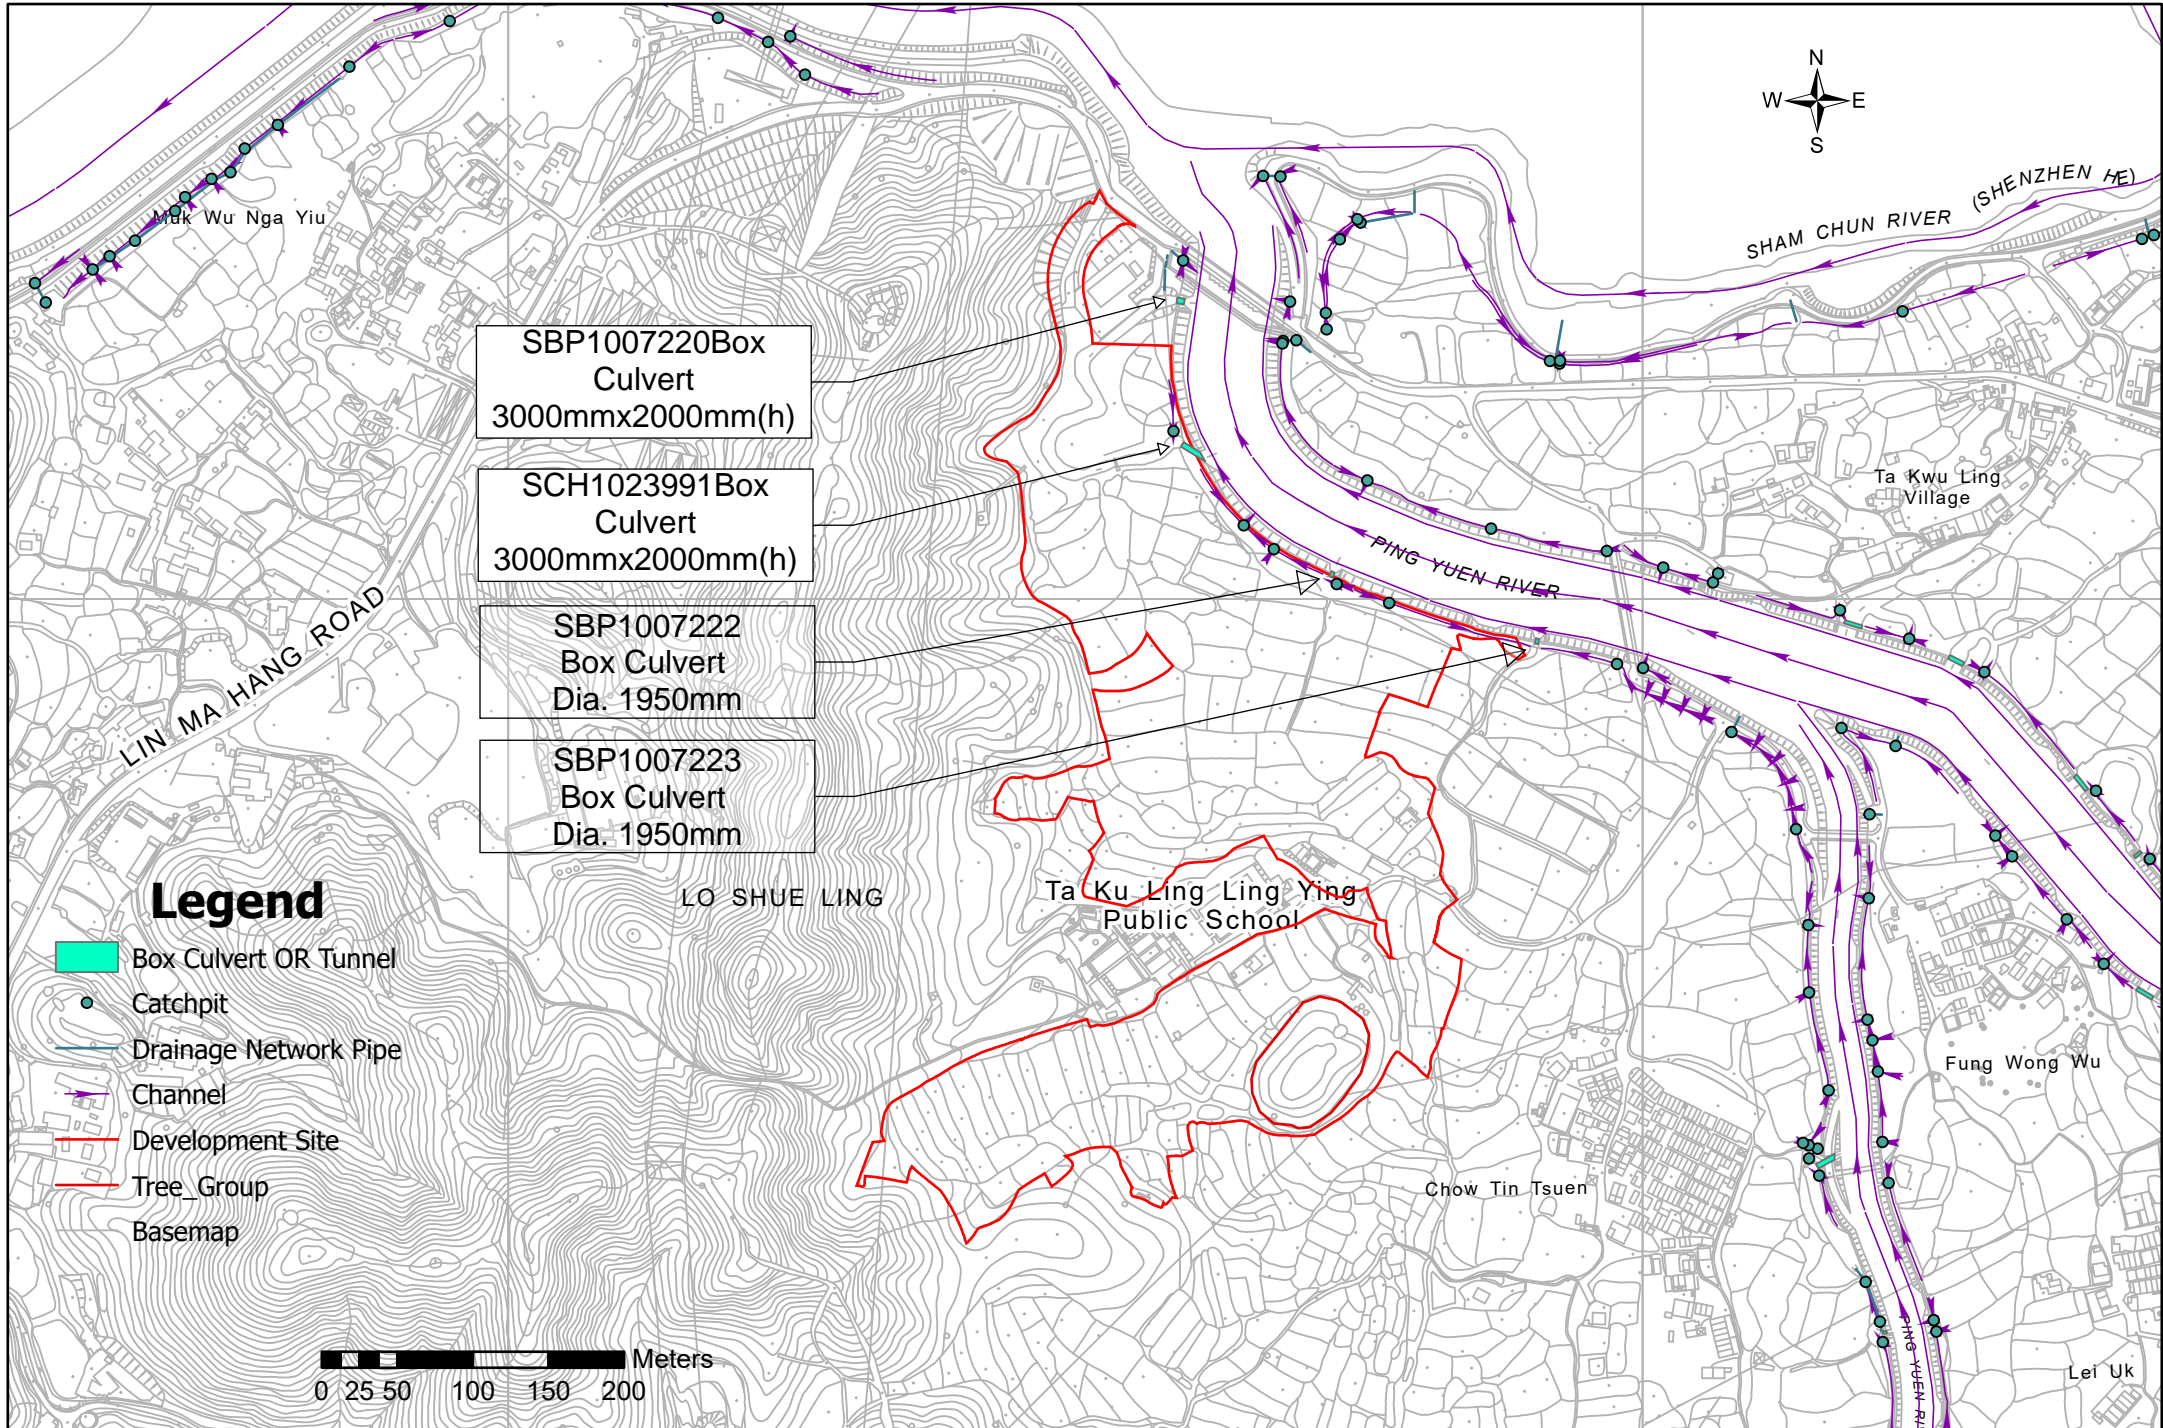 N
W E
S
SHAM CHUN RIVER (SHENZHEN HE)
Muk Wu Nga Yiu
SBP1007220Box
Culvert
3000mmx2000mm(h)
SCH1023991Box
Culvert
3000mmx2000mm(h)
SBP1007222
Box Culvert
Dia. 1950mm
SBP1007223
Box Culvert
Dia. 1950mm
Ta Kwu Ling
Village
PING YUEN RIVER
LIN MA HANG ROAD
LO SHUE LING
Ta Ku Ling Ling Ying
Public School
Fung Wong Wu
Chow Tin Tsuen
PING YUEN RI
Lei Uk
Legend
Box Culvert OR Tunnel
Catchpit
Drainage Network Pipe
Channel
Development Site
Tree_Group
Basemap
Meters
0 25 50 100 150 200